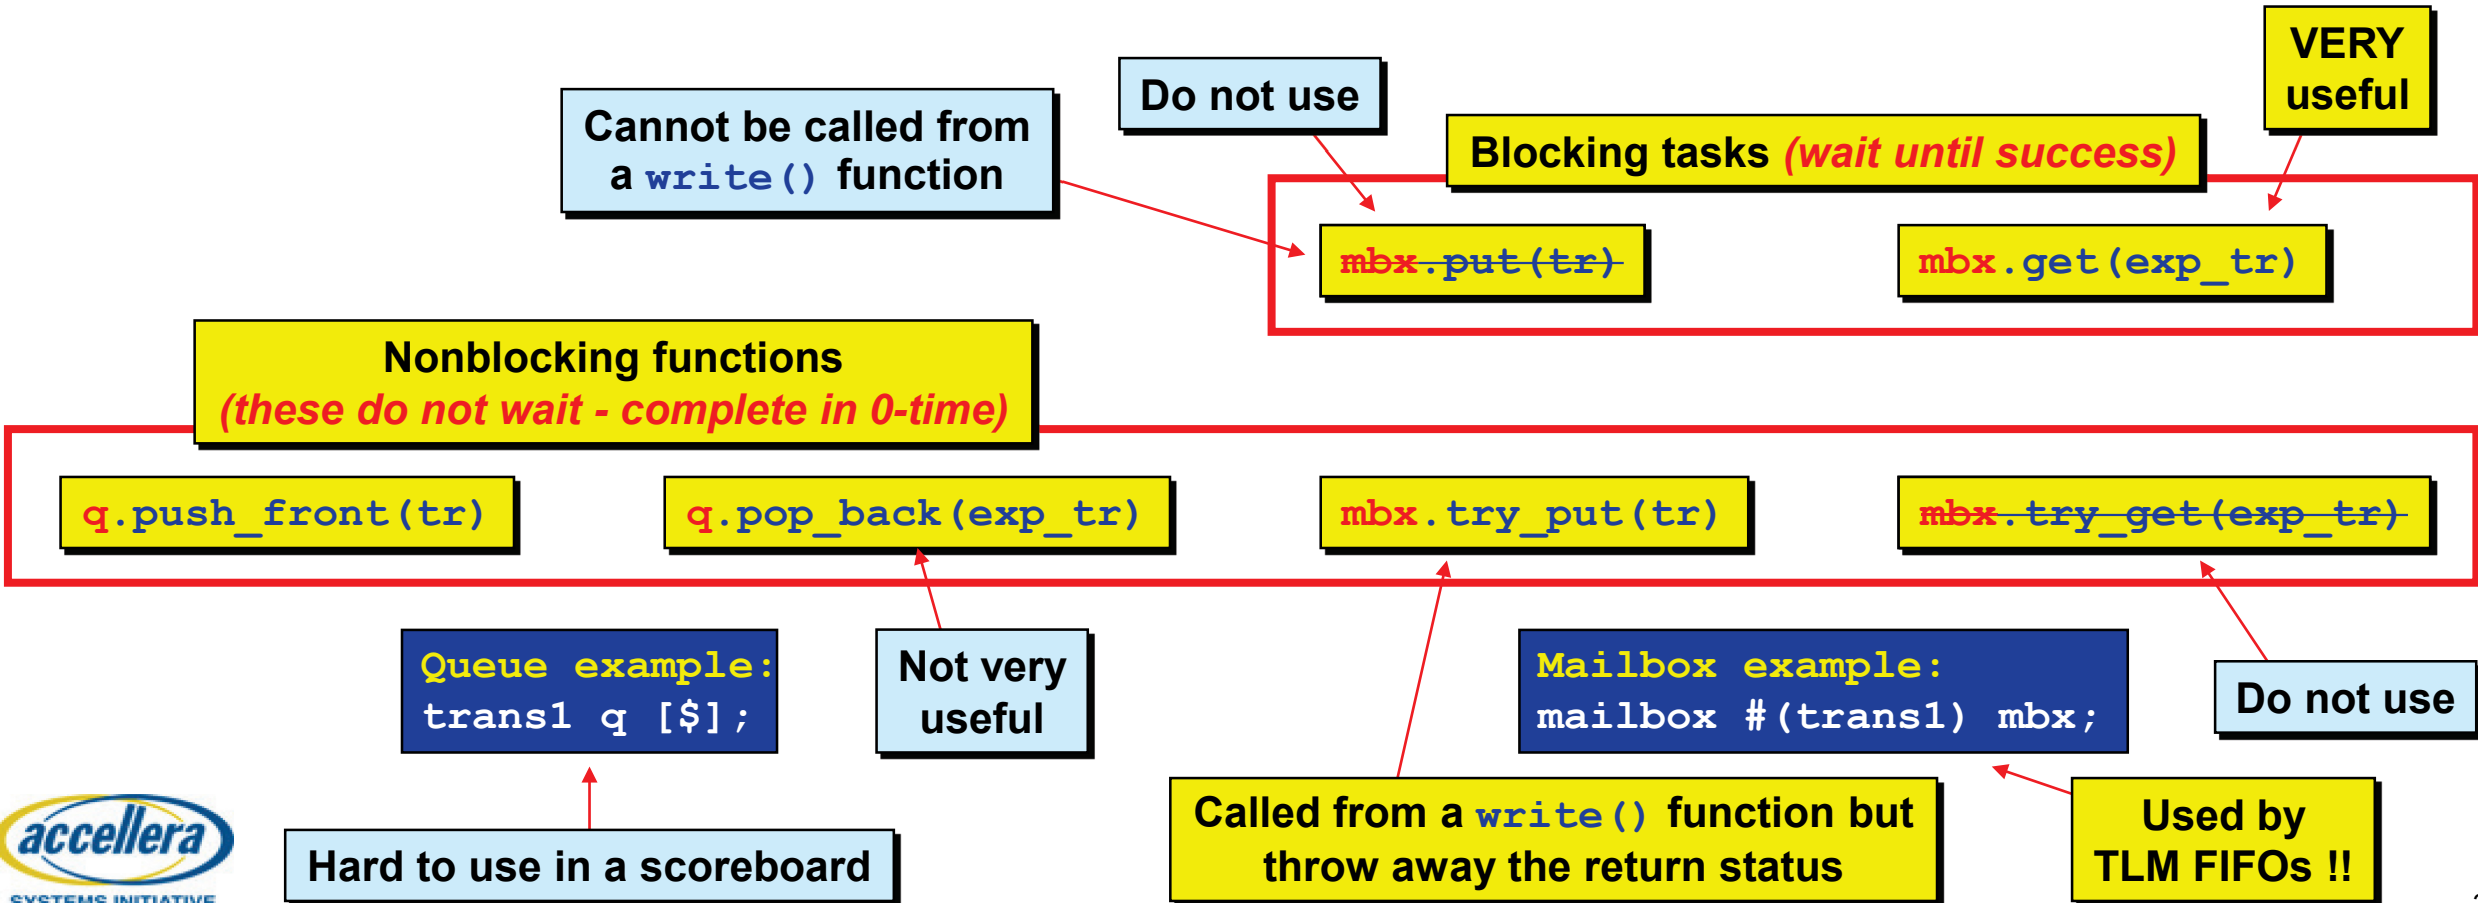 VERY
useful
Do not use
Cannot be called from
a write() function
Blocking tasks (wait until success)
mbx.put(tr)
mbx.get(exp_tr)
Nonblocking functions
(these do not wait - complete in 0-time)
q.push_front(tr)
q.pop_back(exp_tr)
mbx.try_put(tr)
mbx.try_get(exp_tr)
Queue example:
trans1 q [$];
Not very
useful
Mailbox example:
mailbox #(trans1) mbx;
Do not use
Hard to use in a scoreboard
Called from a write() function but
throw away the return status
Used by
TLM FIFOs !!
accellera
SYSTEMS INITIATIVE